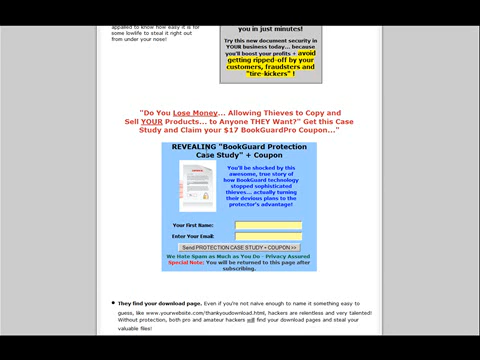 appalled to know how easy it is for
some lowlife to steal it right out
from under your nose!
you in just minutes!
Try this new document security in
YOUR business today... because
you'll boost your profits + avoid
getting ripped-off by your
customers, fraudsters and
"tire-kickers" !
"Do You Lose Money... Allowing Thieves to Copy and
Sell YOUR Products... to Anyone THEY Want?" Get this Case
Study and Claim your $17 BookGuardPro Coupon..."
REVEALING "BookGuard Protection
Case Study" + Coupon
You'll be shocked by this
awesome, true story of
how BookGuard technology
stopped sophisticated
thieves... actually turning
their devious plans to the
protector's advantage!
Your First Name:
Enter Your Email:
Send PROTECTION CASE STUDY + COUPON >>
We Hate Spam as Much as You Do - Privacy Assured
Special Note: You will be returned to this page after
subscribing.
• They find your download page. Even if you're not naive enough to name it something easy to
guess, like www.yourwebsite.com/thankyoudownload.html, hackers are relentless and very talented!
Without protection, both pro and amateur hackers will find your download pages and steal your
valuable files!